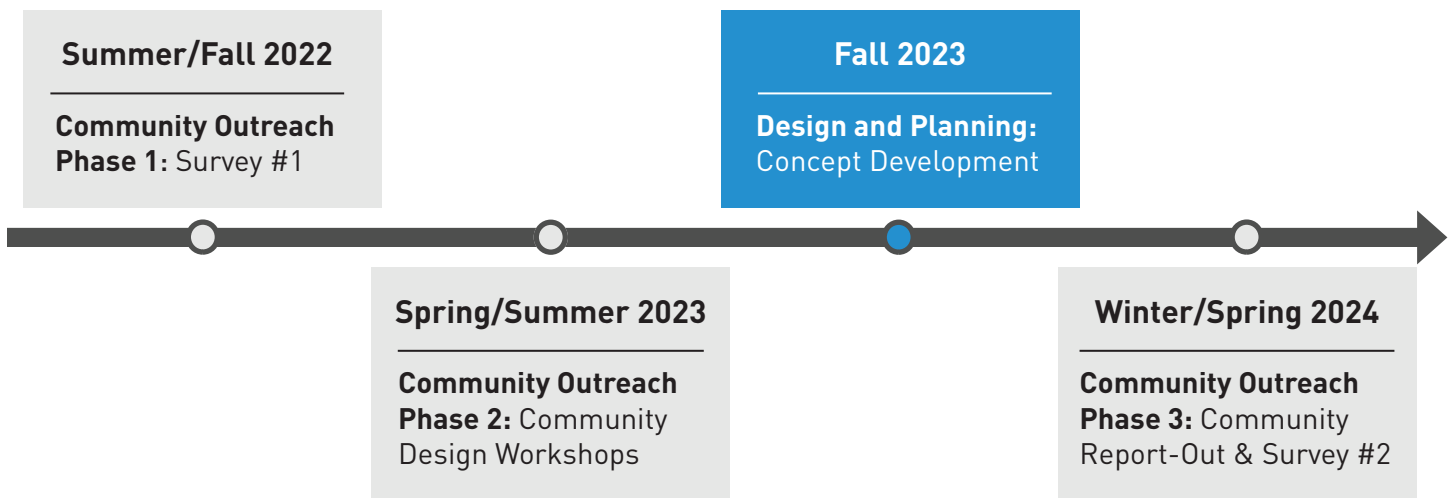 Summer/Fall 2022
Community Outreach
Phase 1: Survey #1
Spring/Summer 2023
Community Outreach
Phase 2: Community
Design Workshops
Fall 2023
Design and Planning:
Concept Development
Winter/Spring 2024
Community Outreach
Phase 3: Community
Report-Out & Survey #2